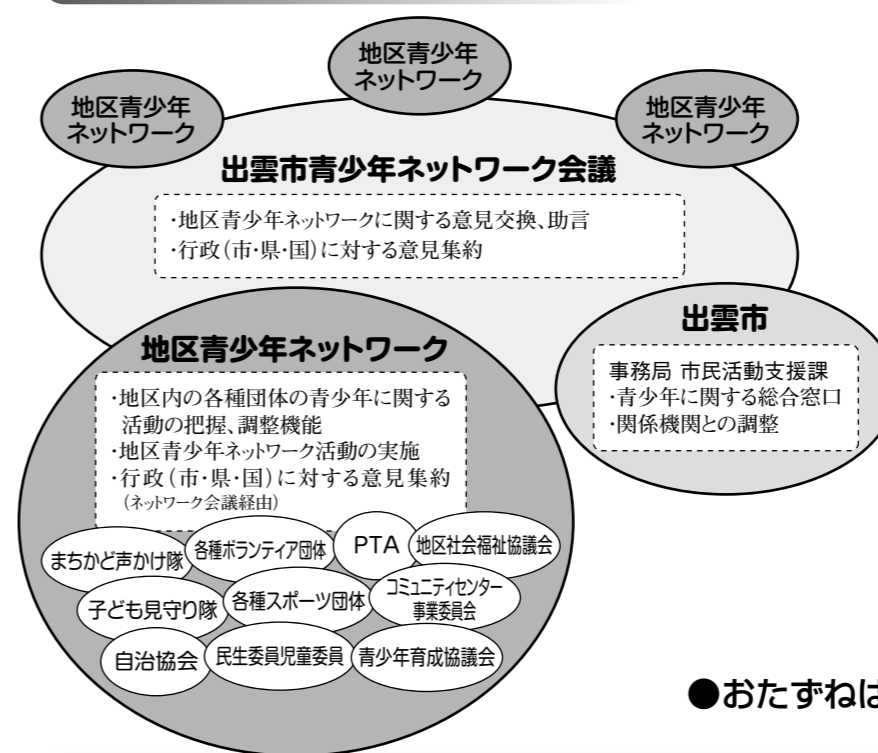 地区青少年
ネットワーク
地区青少年
ネットワーク
地区青少年
ネットワーク
出雲市青少年ネットワーク会議
・地区青少年ネットワークに関する意見交換、助言
・行政(市・県・国)に対する意見集約
地区青少年ネットワーク
・地区内の各種団体の青少年に関する
活動の把握、調整機能
・地区青少年ネットワーク活動の実施
・行政(市・県・国)に対する意見集約
(ネットワーク会議経由)
まちかど声かけ隊
各種ボランティア団体
PTA
地区社会福祉協議会
子ども見守り隊
各種スポーツ団体
コミュニティセンター
事業委員会
自治協会
民生委員児童委員
青少年育成協議会
出雲市
事務局 市民活動支援課
・青少年に関する総合窓口
・関係機関との調整
●おたずねは